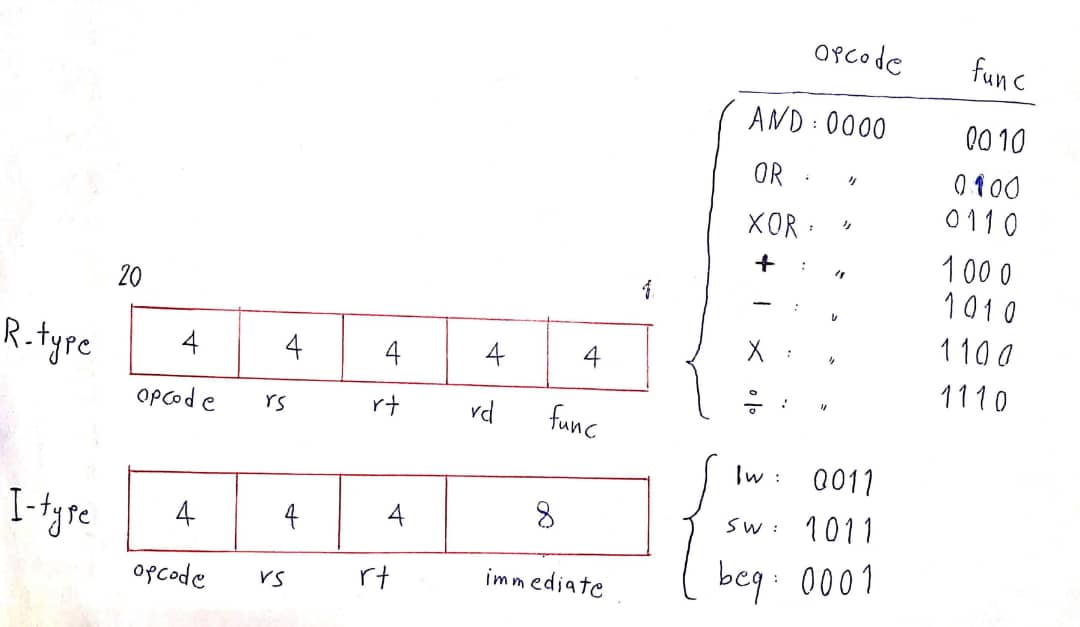 opcode func
AND : 0000 0010
OR : " 0100
XOR : " 0110
+ : " 1000
- : " 1010
X : " 1100
÷ : " 1110
20 1
R-type 4 4 4 4 4
opcode rs rt rd func
I-type 4 4 4 8
opcode rs rt immediate
lw : 0011
sw : 1011
beq : 0001